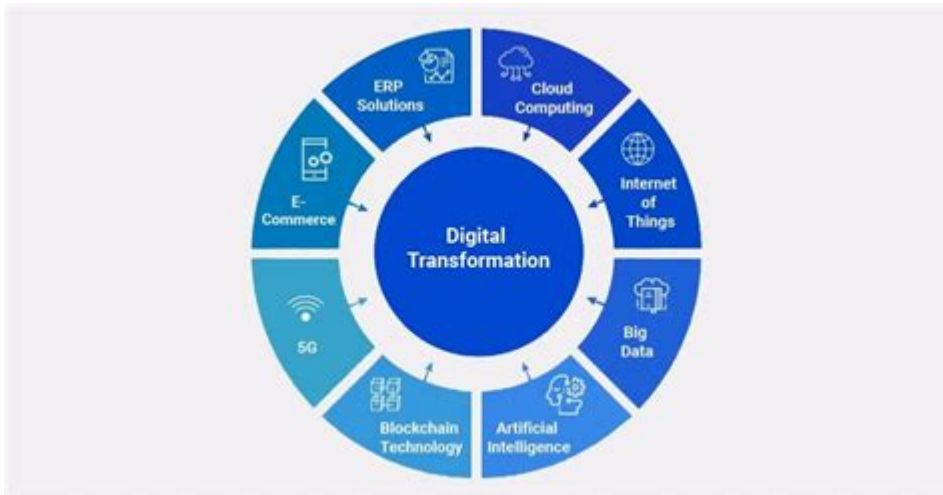 ERP
Solutions
Cloud
Computing
E-
Commerce
Internet
of
Things
Digital
Transformation
5G
Big
Data
Blockchain
Technology
Artificial
Intelligence